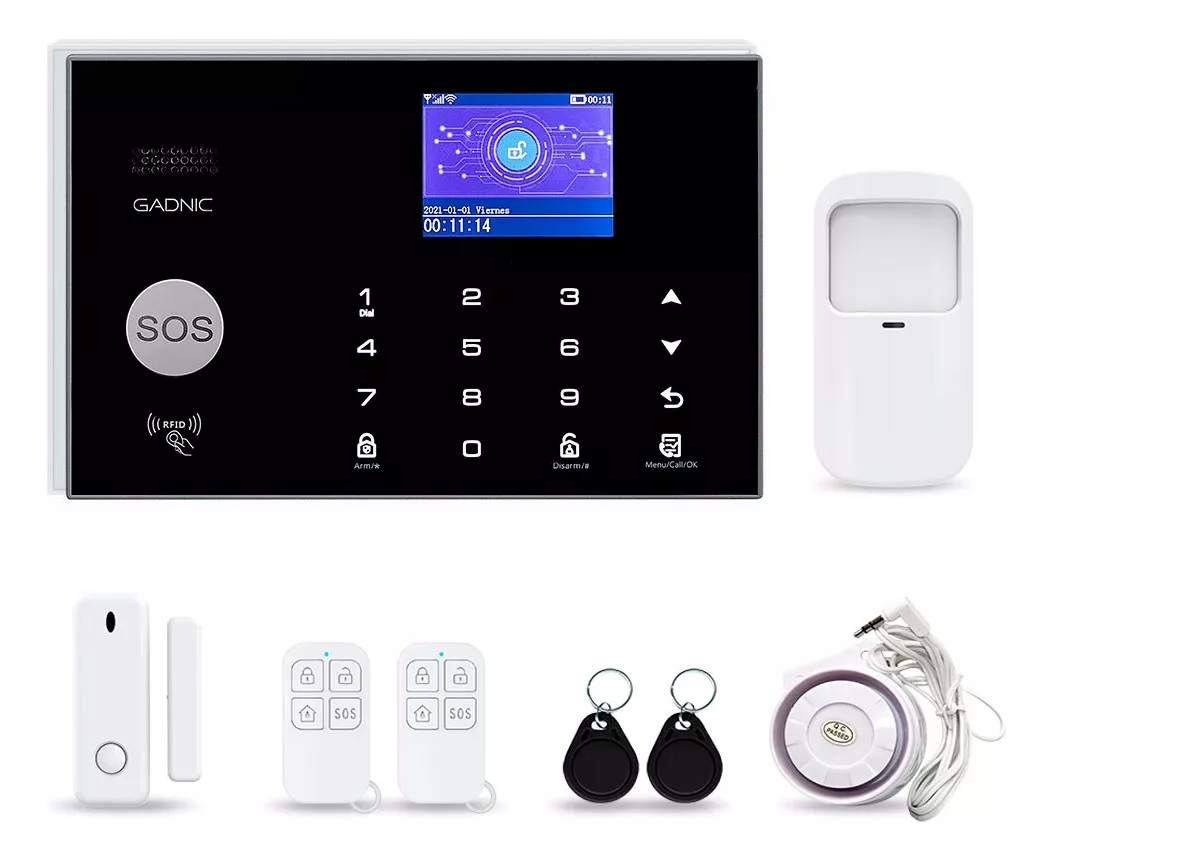 00:11
2021-01-01 Viernes
00:11:14
GADNIC
SOS
RFID
1 2 3
Dial
4 5 6
7 8 9
0
Arm/* Disarm/# Menu/Call/OK
SOS SOS
Q.C.
PASSED